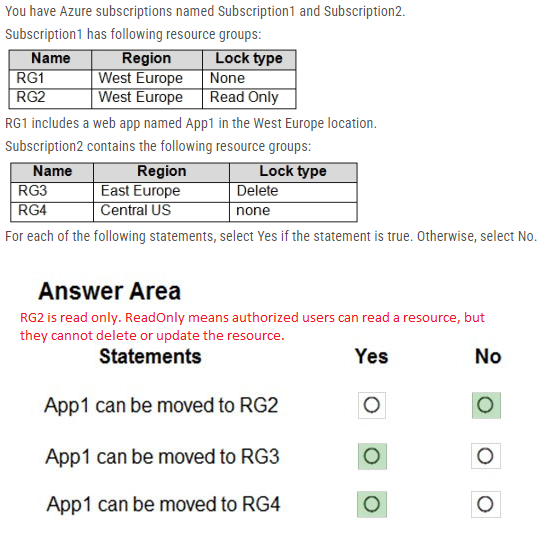 You have Azure subscriptions named Subscription1 and Subscription2.
Subscription1 has following resource groups:
Name Region Lock type
RG1 West Europe None
RG2 West Europe Read Only
RG1 includes a web app named App1 in the West Europe location.
Subscription2 contains the following resource groups:
Name Region Lock type
RG3 East Europe Delete
RG4 Central US none
For each of the following statements, select Yes if the statement is true. Otherwise, select No.
Answer Area
RG2 is read only. ReadOnly means authorized users can read a resource, but
they cannot delete or update the resource.
Statements Yes No
App1 can be moved to RG2
App1 can be moved to RG3
App1 can be moved to RG4